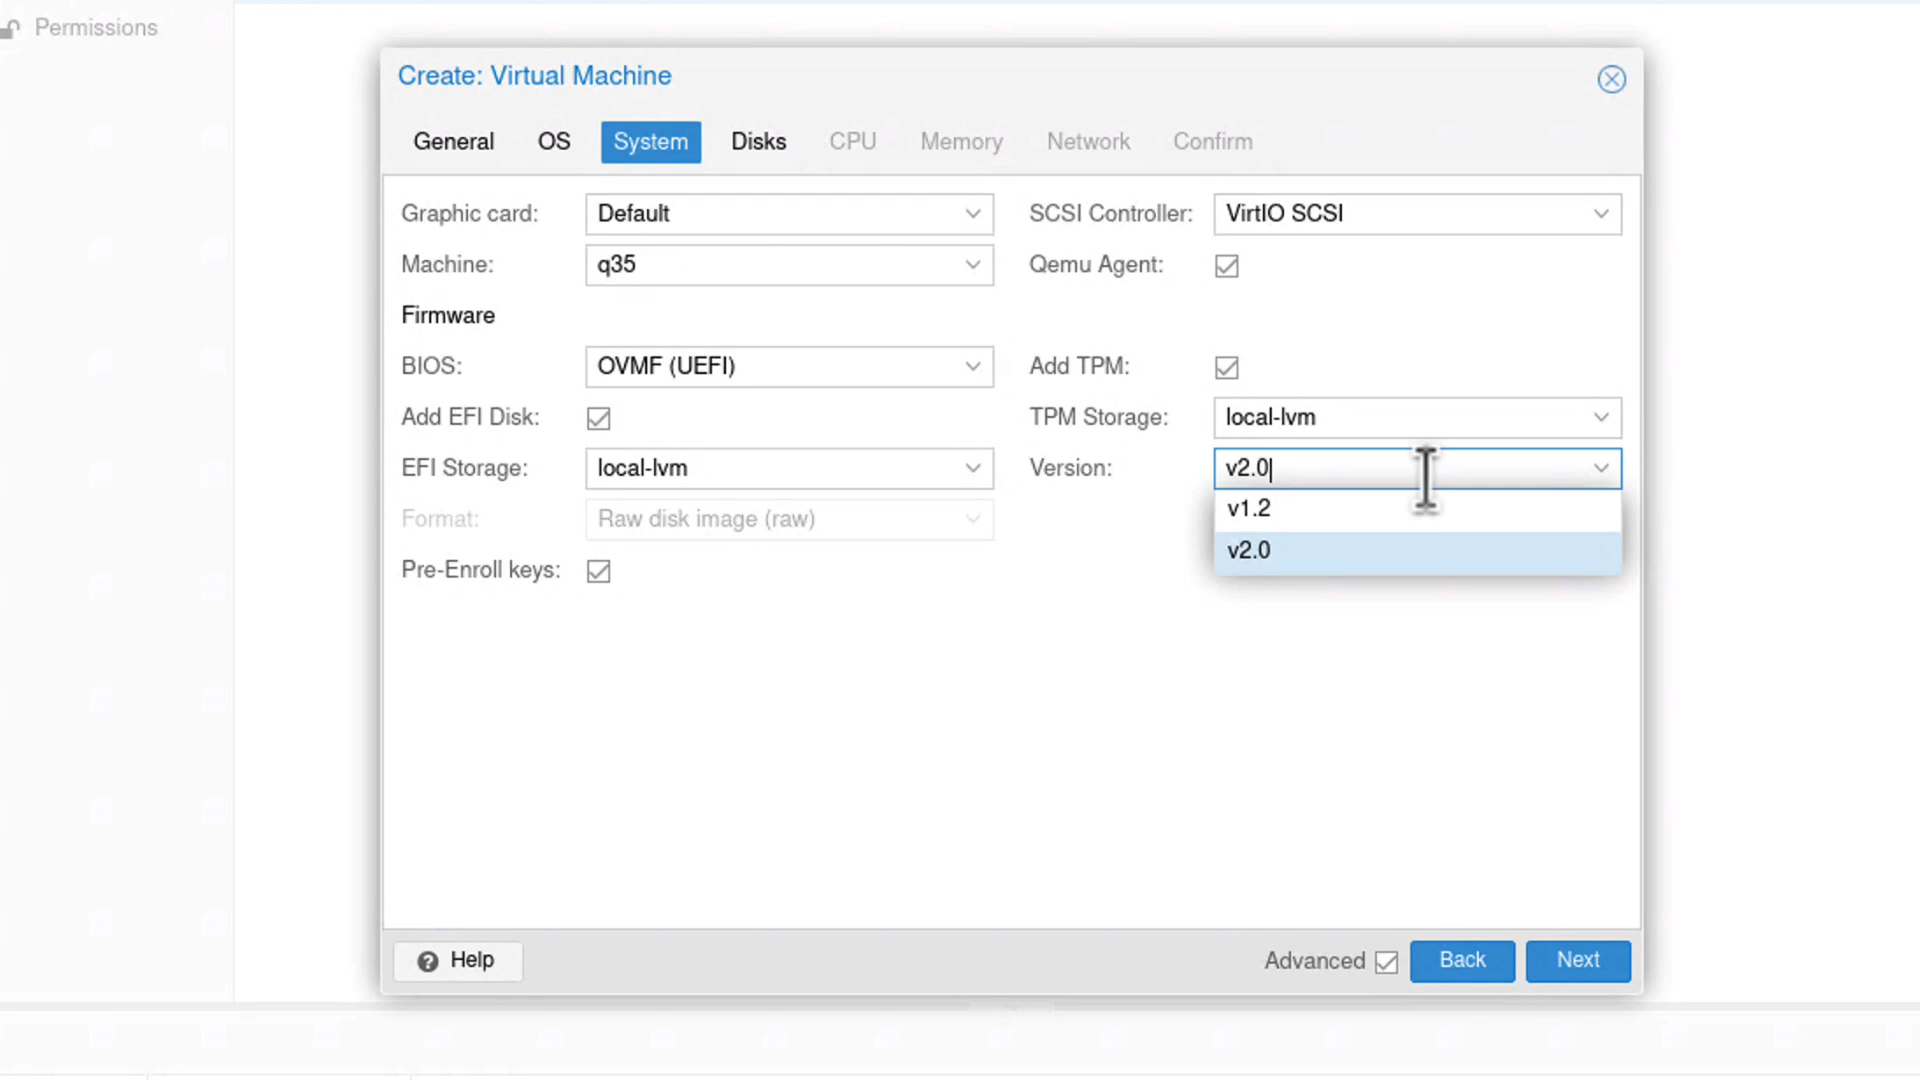 Permissions
Create: Virtual Machine
General OS System Disks CPU Memory Network Confirm
Graphic card: Default
SCSI Controller: VirtIO SCSI
Machine: q35
Qemu Agent:
Firmware
BIOS: OVMF (UEFI)
Add TPM:
Add EFI Disk:
TPM Storage: local-lvm
EFI Storage: local-lvm
Version: v2.0
v1.2
v2.0
Format: Raw disk image (raw)
Pre-Enroll keys:
Help
Advanced
Back
Next